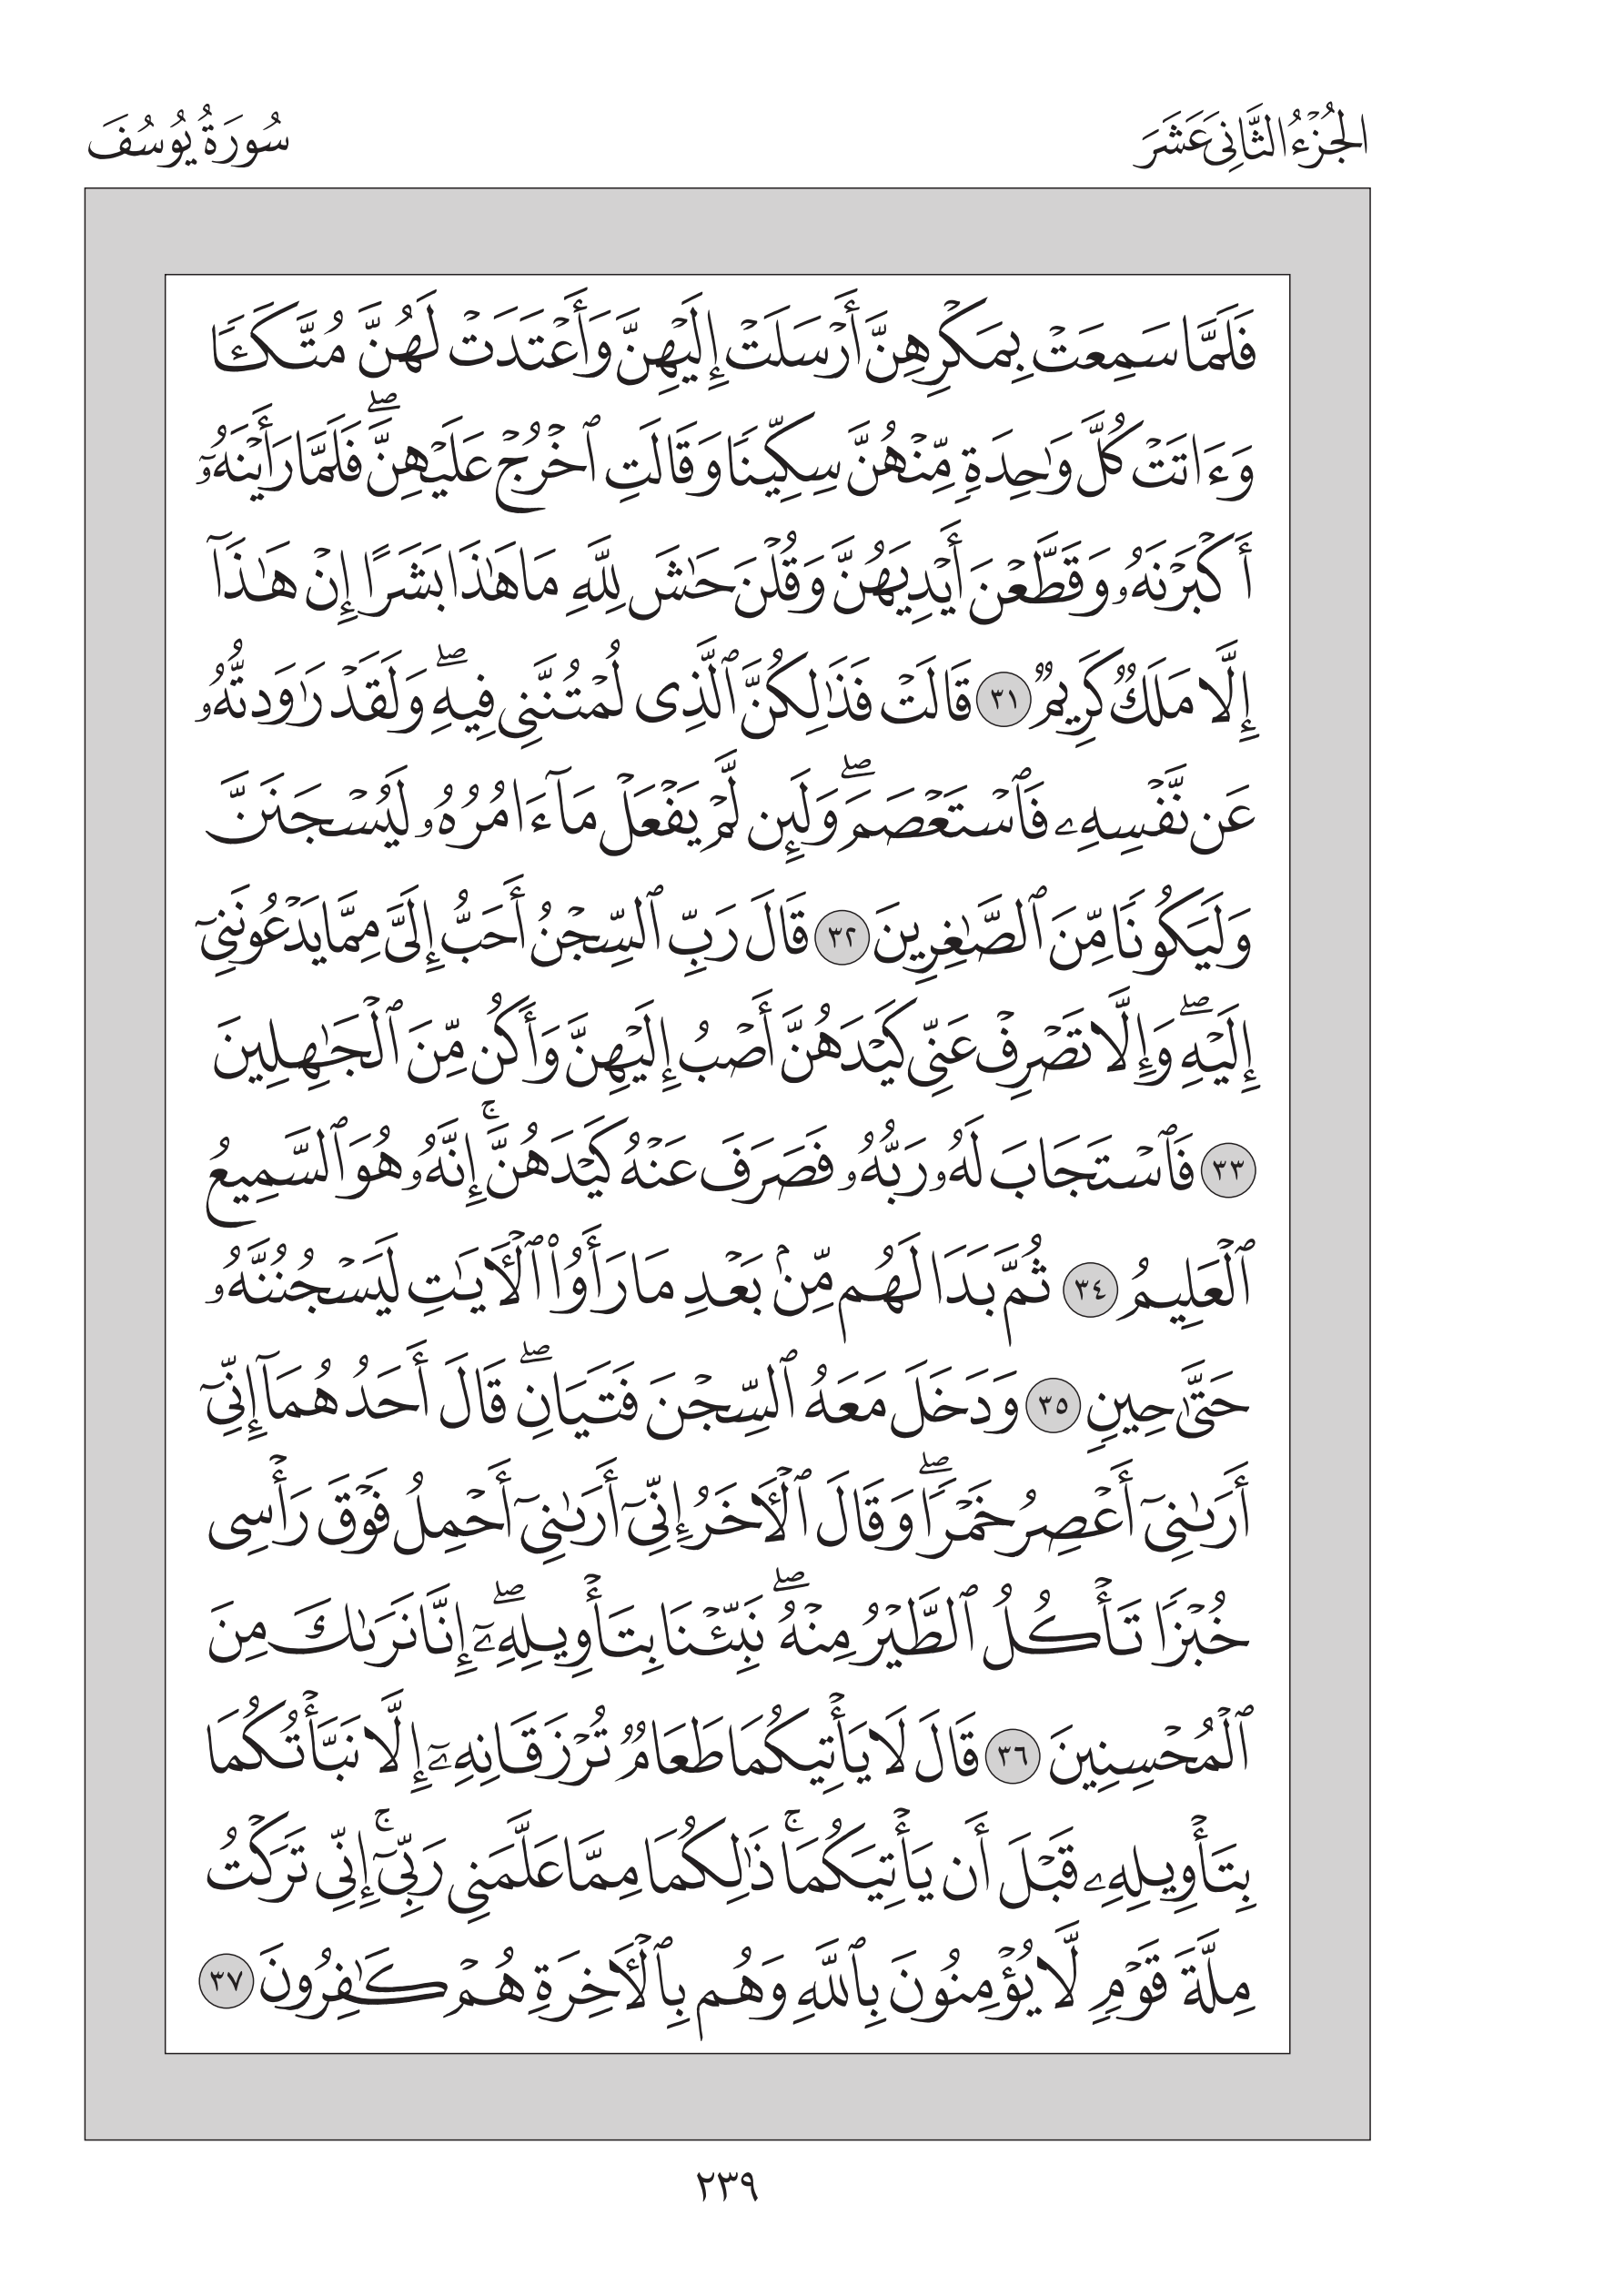 الجُزْءُ الثَّانِي عَشَرَ
سُورَةُ يُوسُفَ
فَلَمَّا سَمِعَتْ بِمَكْرِهِنَّ أَرْسَلَتْ إِلَيْهِنَّ وَأَعْتَدَتْ لَهُنَّ مُتَّكَـًٔا
وَءَاتَتْ كُلَّ وَٰحِدَةٍ مِّنْهُنَّ سِكِّينًا وَقَالَتِ ٱخْرُجْ عَلَيْهِنَّۖ فَلَمَّا رَأَيْنَهُۥٓ
أَكْبَرْنَهُۥ وَقَطَّعْنَ أَيْدِيَهُنَّ وَقُلْنَ حَٰشَ لِلَّهِ مَا هَٰذَا بَشَرًا إِنْ هَٰذَآ
إِلَّا مَلَكٌ كَرِيمٌ ٣١ قَالَتْ فَذَٰلِكُنَّ ٱلَّذِى لُمْتُنَّنِى فِيهِۖ وَلَقَدْ رَٰوَدتُّهُۥ
عَن نَّفْسِهِۦ فَٱسْتَعْصَمَۖ وَلَئِن لَّمْ يَفْعَلْ مَآ ءَامُرُهُۥ لَيُسْجَنَنَّ
وَلَيَكُونًا مِّنَ ٱلصَّٰغِرِينَ ٣٢ قَالَ رَبِّ ٱلسِّجْنُ أَحَبُّ إِلَىَّ مِمَّا يَدْعُونَنِىٓ
إِلَيْهِۖ وَإِلَّا تَصْرِفْ عَنِّى كَيْدَهُنَّ أَصْبُ إِلَيْهِنَّ وَأَكُن مِّنَ ٱلْجَٰهِلِينَ
٣٣ فَٱسْتَجَابَ لَهُۥ رَبُّهُۥ فَصَرَفَ عَنْهُ كَيْدَهُنَّۚ إِنَّهُۥ هُوَ ٱلسَّمِيعُ
ٱلْعَلِيمُ ٣٤ ثُمَّ بَدَا لَهُم مِّنۢ بَعْدِ مَا رَأَوُا۟ ٱلْـَٔايَٰتِ لَيَسْجُنُنَّهُۥ
حَتَّىٰ حِينٍ ٣٥ وَدَخَلَ مَعَهُ ٱلسِّجْنَ فَتَيَانِۖ قَالَ أَحَدُهُمَآ إِنِّىٓ
أَرَىٰنِىٓ أَعْصِرُ خَمْرًاۖ وَقَالَ ٱلْـَٔاخَرُ إِنِّىٓ أَرَىٰنِىٓ أَحْمِلُ فَوْقَ رَأْسِى
خُبْزًا تَأْكُلُ ٱلطَّيْرُ مِنْهُۖ نَبِّئْنَا بِتَأْوِيلِهِۦٓۖ إِنَّا نَرَىٰكَ مِنَ
ٱلْمُحْسِنِينَ ٣٦ قَالَ لَا يَأْتِيكُمَا طَعَامٌ تُرْزَقَانِهِۦٓ إِلَّا نَبَّأْتُكُمَا
بِتَأْوِيلِهِۦ قَبْلَ أَن يَأْتِيَكُمَاۚ ذَٰلِكُمَا مِمَّا عَلَّمَنِى رَبِّىٓۚ إِنِّى تَرَكْتُ
مِلَّةَ قَوْمٍ لَّا يُؤْمِنُونَ بِٱللَّهِ وَهُم بِٱلْـَٔاخِرَةِ هُمْ كَٰفِرُونَ ٣٧
٢٣٩